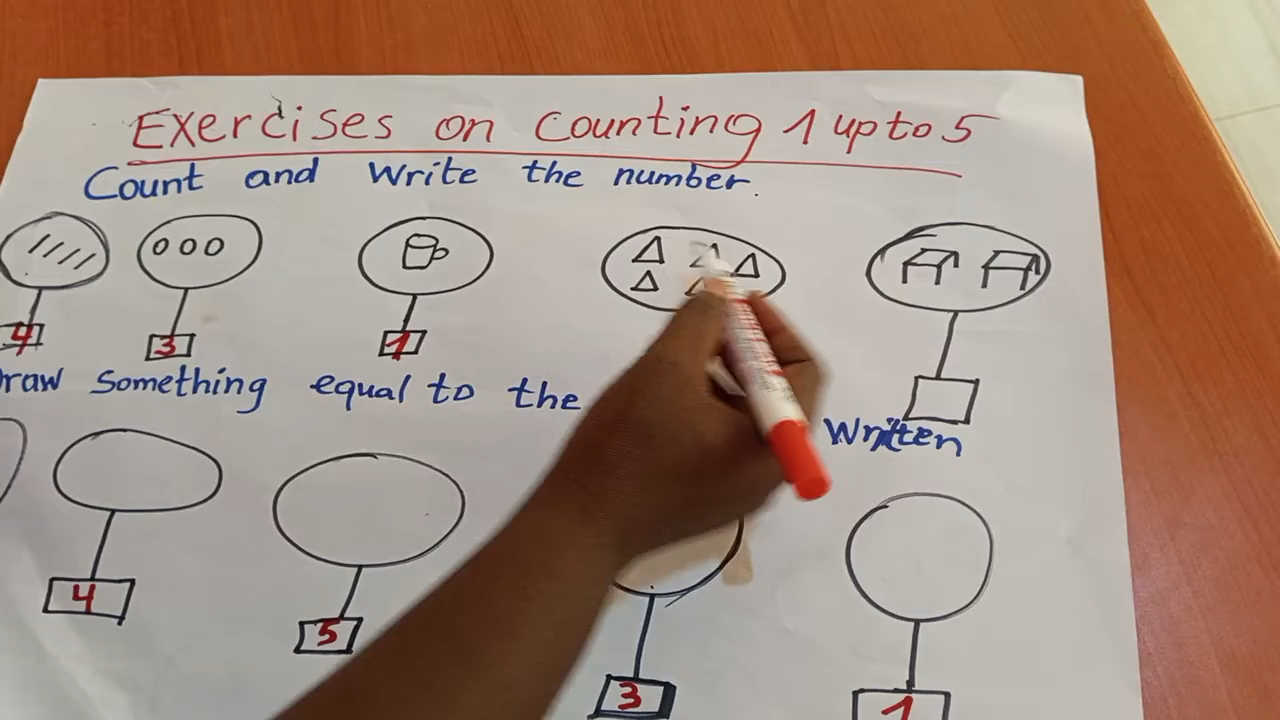 Exercises on Counting 1 up to 5
Count and Write the number.
4 3 1
raw Something equal to the Written
4 5 3 1